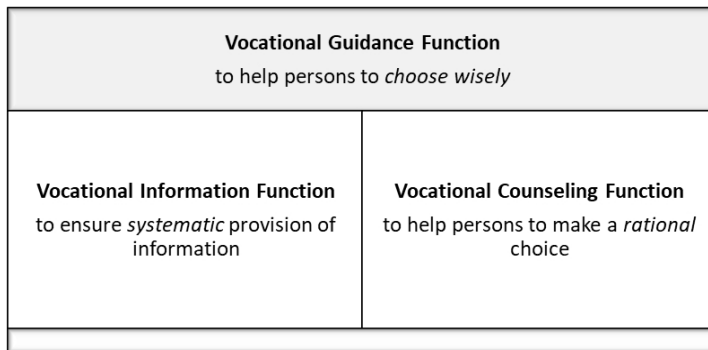 Vocational Guidance Function
to help persons to choose wisely
Vocational Information Function
to ensure systematic provision of
information
Vocational Counseling Function
to help persons to make a rational
choice